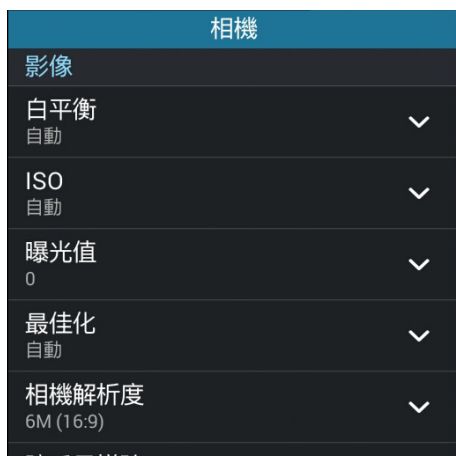 相機
影像
白平衡
自動
ISO
自動
曝光值
0
最佳化
自動
相機解析度
6M (16:9)